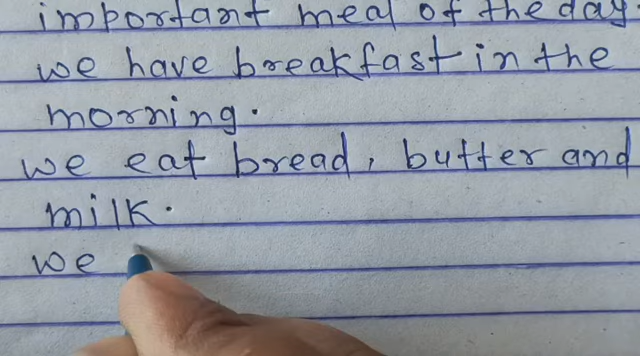 important meal of the day.
we have breakfast in the
morning.
we eat bread, butter and
milk.
we